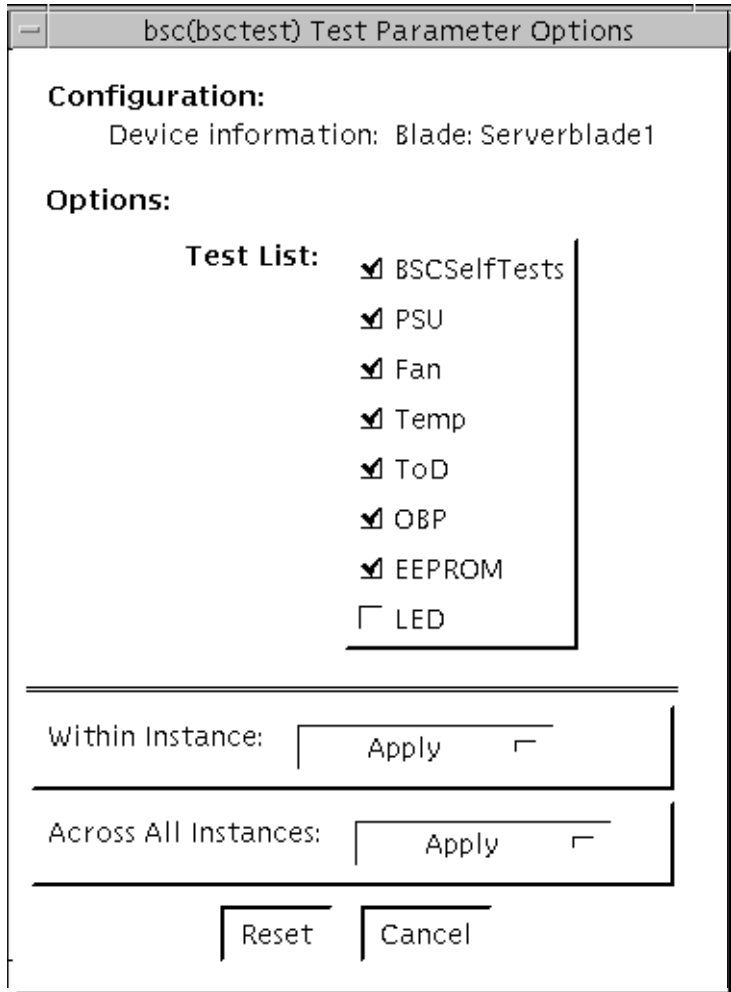 bsc(bsctest) Test Parameter Options
Configuration:
Device information: Blade: Serverblade1
Options:
Test List:
BSCSelfTests
PSU
Fan
Temp
ToD
OBP
EEPROM
LED
Within Instance: Apply
Across All Instances: Apply
Reset Cancel